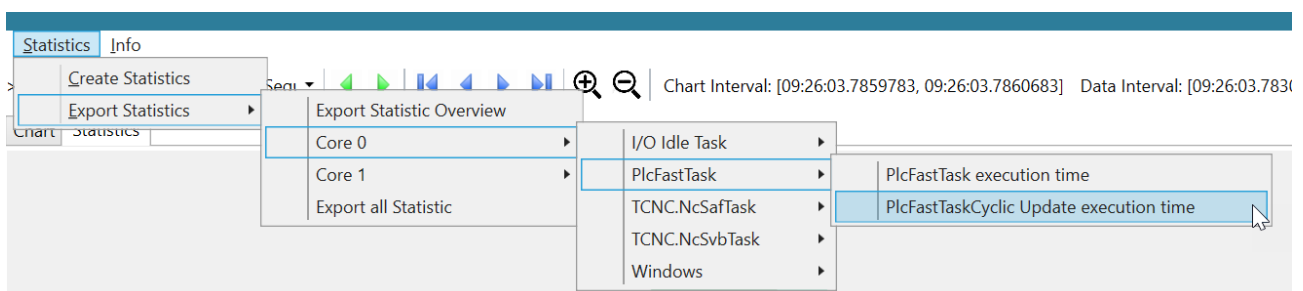 Statistics Info
Create Statistics
Chart Interval: [09:26:03.7859783, 09:26:03.7860683] Data Interval: [09:26:03.783
Export Statistics
Export Statistic Overview
Chart Statistics
Core 0
I/O Idle Task
Core 1
PlcFastTask
PlcFastTask execution time
Export all Statistic
TCNC.NcSafTask
PlcFastTaskCyclic Update execution time
TCNC.NcSvbTask
Windows